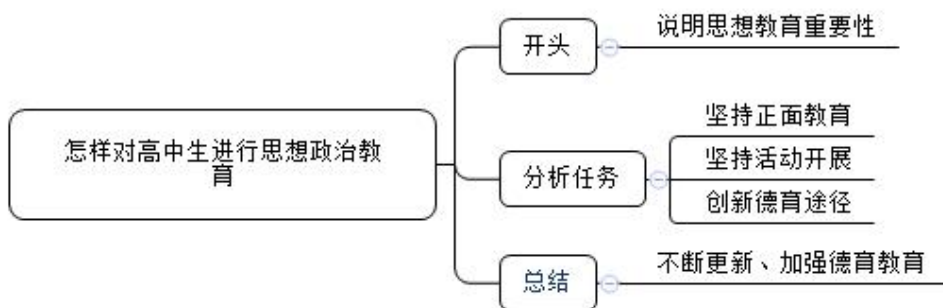 怎样对高中生进行思想政治教
育
开头
说明思想教育重要性
分析任务
坚持正面教育
坚持活动开展
创新德育途径
总结
不断更新、加强德育教育